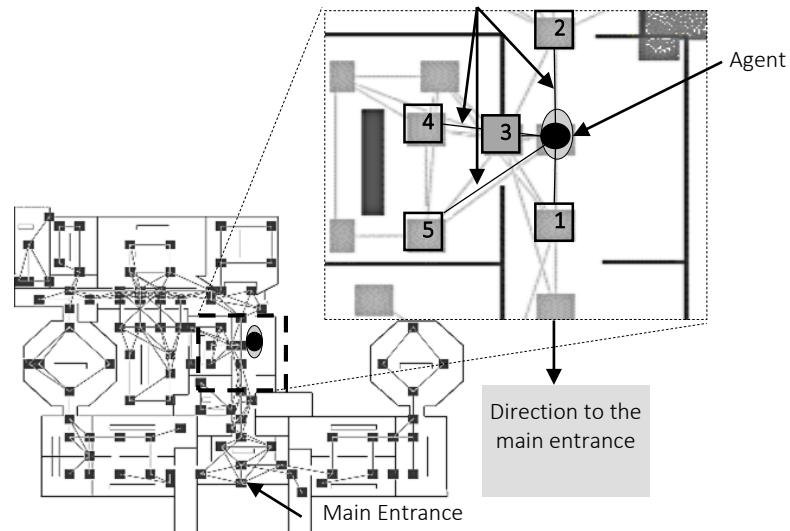 2
Agent
4
3
1
5
Direction to the
main entrance
Main Entrance